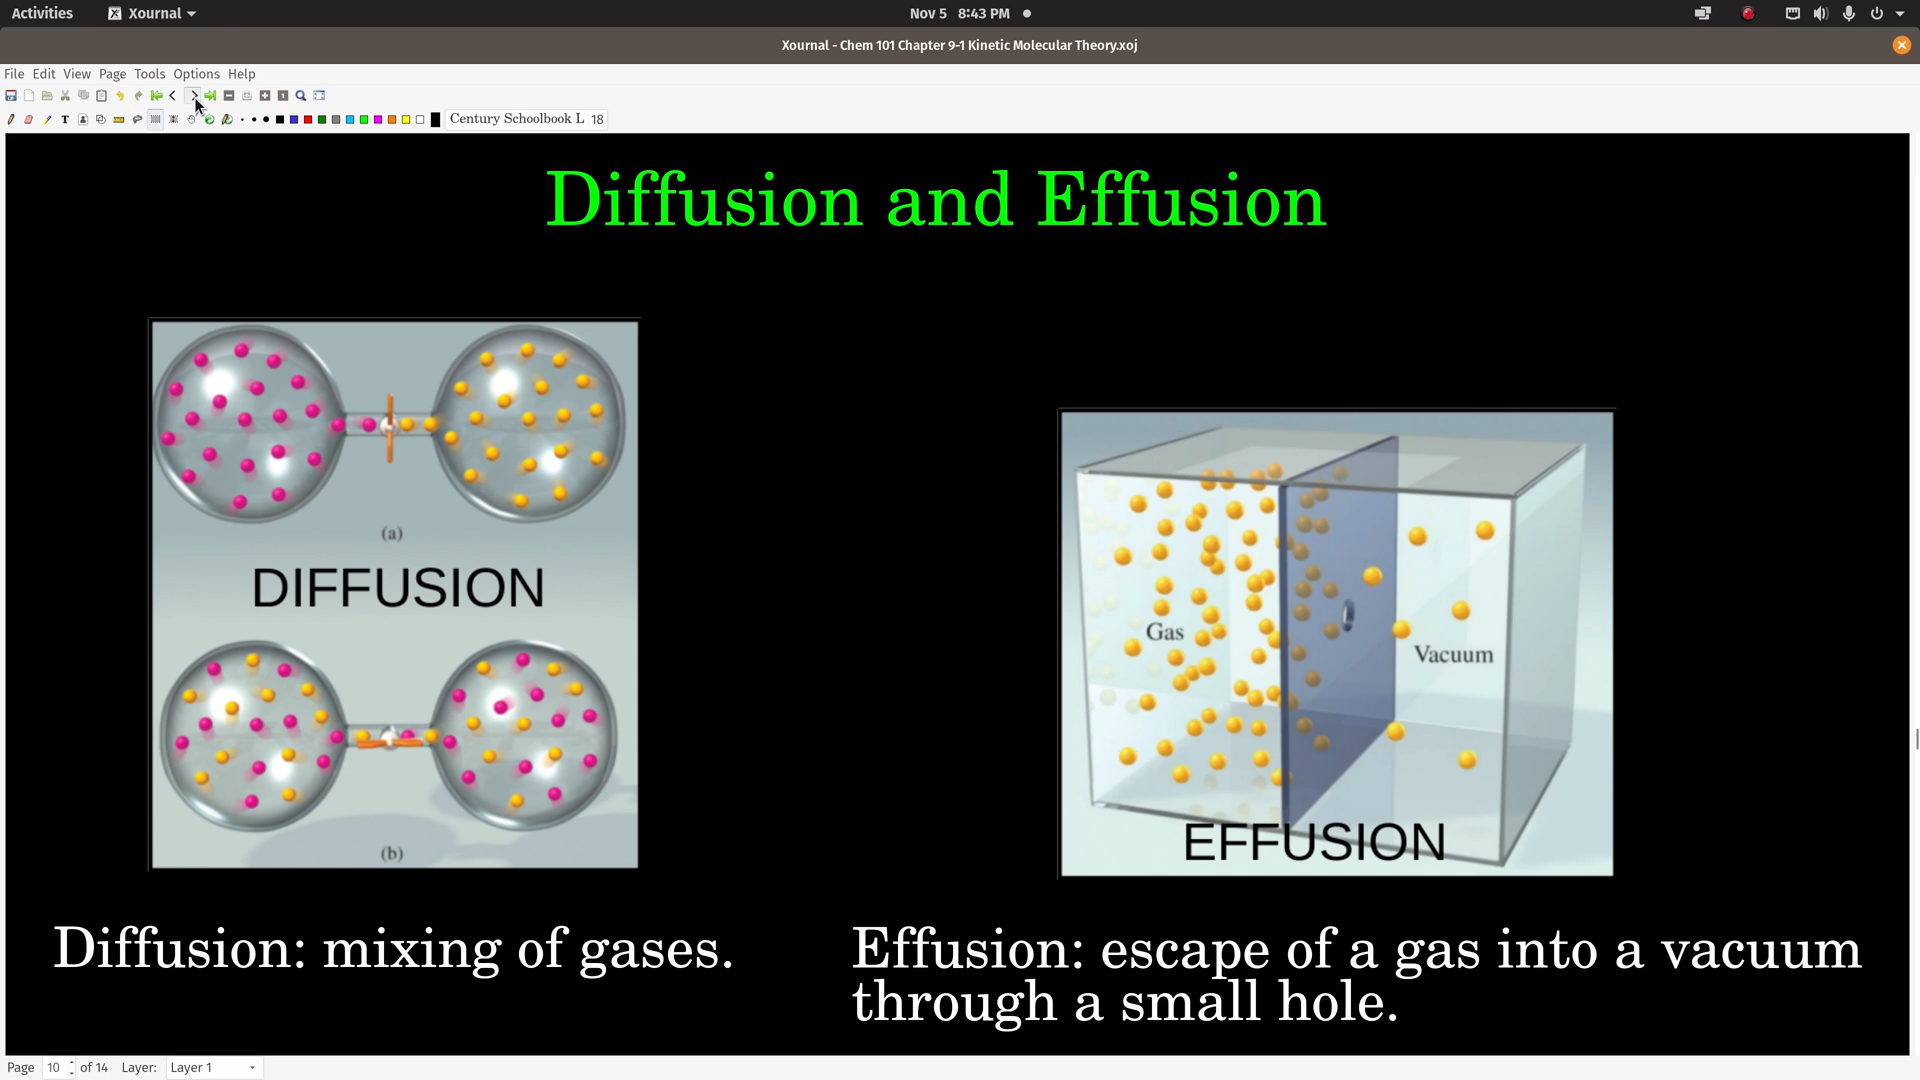 Activities
Xournal
Nov 5 8:43 PM
Xournal - Chem 101 Chapter 9-1 Kinetic Molecular Theory.xoj
File Edit View Page Tools Options Help
Century Schoolbook L 18
Diffusion and Effusion
(a)
DIFFUSION
(b)
Gas
Vacuum
EFFUSION
Diffusion: mixing of gases.
Effusion: escape of a gas into a vacuum
through a small hole.
Page 10 of 14 Layer: Layer 1